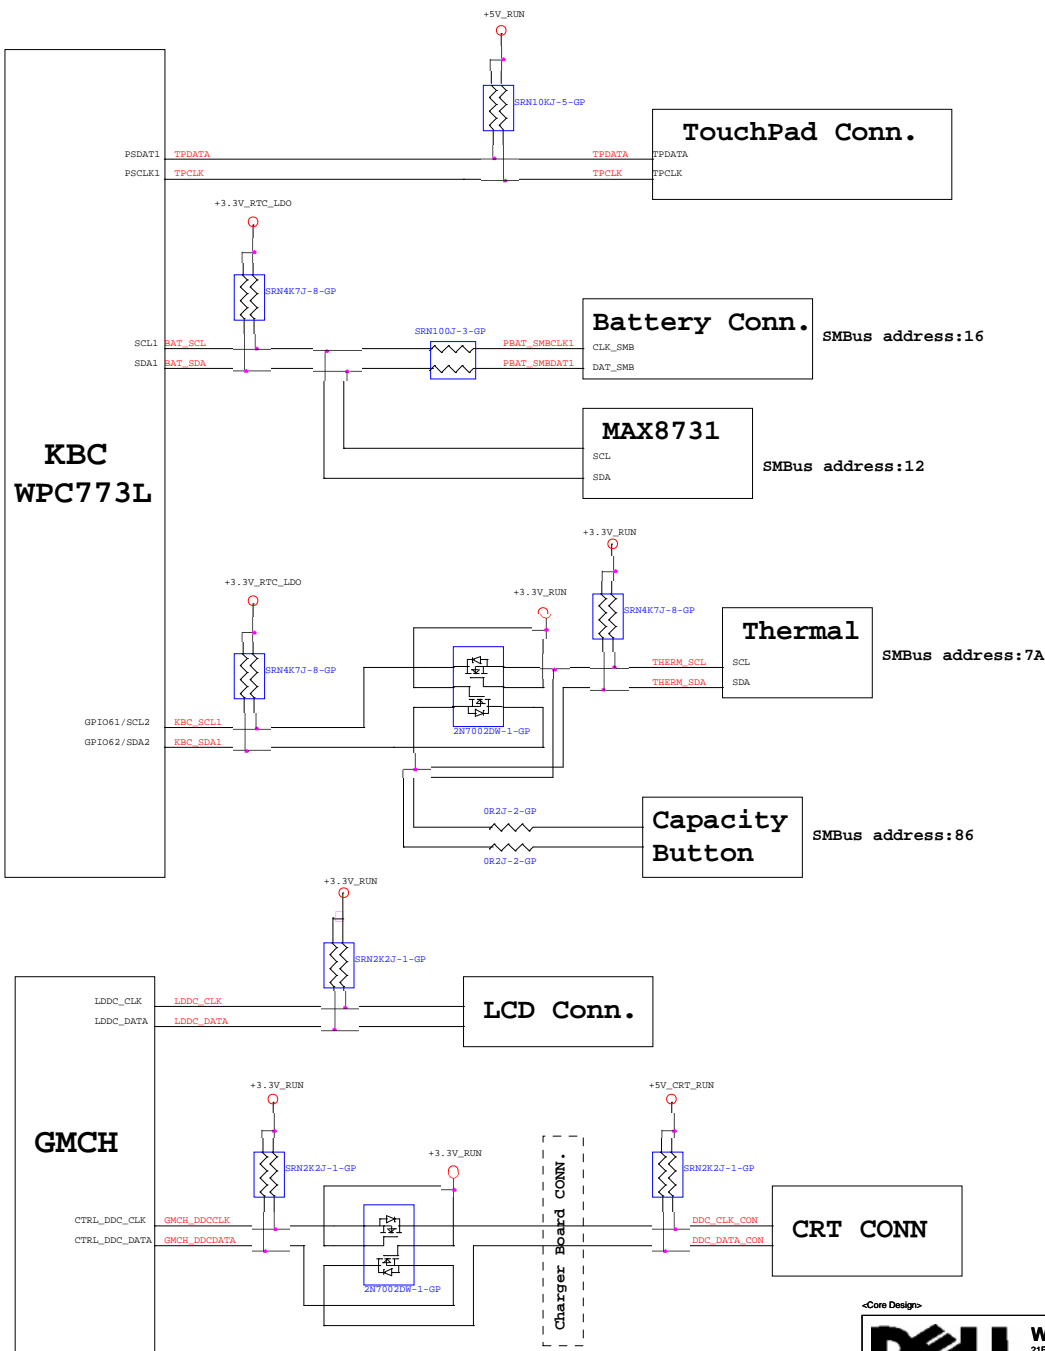 +5V_RUN
SRN10KJ-5-GP
TouchPad Conn.
PSDAT1 TPDATA TPDATA TPDATA
PSCLK1 TPCLK TPCLK TPCLK
+3.3V_RTC_LDO
SRN4K7J-8-GP
SRN100J-3-GP
Battery Conn.
SMBus address:16
SCL1 BAT_SCL PBAT_SMBCLK1 CLK_SMB
SDA1 BAT_SDA PBAT_SMBDAT1 DAT_SMB
MAX8731
SCL
SMBus address:12
SDA
KBC
WPC773L
+3.3V_RUN
+3.3V_RTC_LDO
+3.3V_RUN
SRN4K7J-8-GP
Thermal
SMBus address:7A
SRN4K7J-8-GP
THERM_SCL SCL
THERM_SDA SDA
GPIO61/SCL2 KBC_SCL1
2N7002DW-1-GP
GPIO62/SDA2 KBC_SDA1
0R2J-2-GP
Capacity
Button
SMBus address:86
0R2J-2-GP
+3.3V_RUN
SRN2K2J-1-GP
LDDC_CLK LDDC_CLK
LDDC_DATA LDDC_DATA
LCD Conn.
+3.3V_RUN
+5V_CRT_RUN
GMCH
+3.3V_RUN
SRN2K2J-1-GP
SRN2K2J-1-GP
Charger Board CONN.
CTRL_DDC_CLK GMCH_DDCCLK DDC_CLK_CON
CTRL_DDC_DATA GMCH_DDCDATA DDC_DATA_CON
CRT CONN
2N7002DW-1-GP
<Core Design>